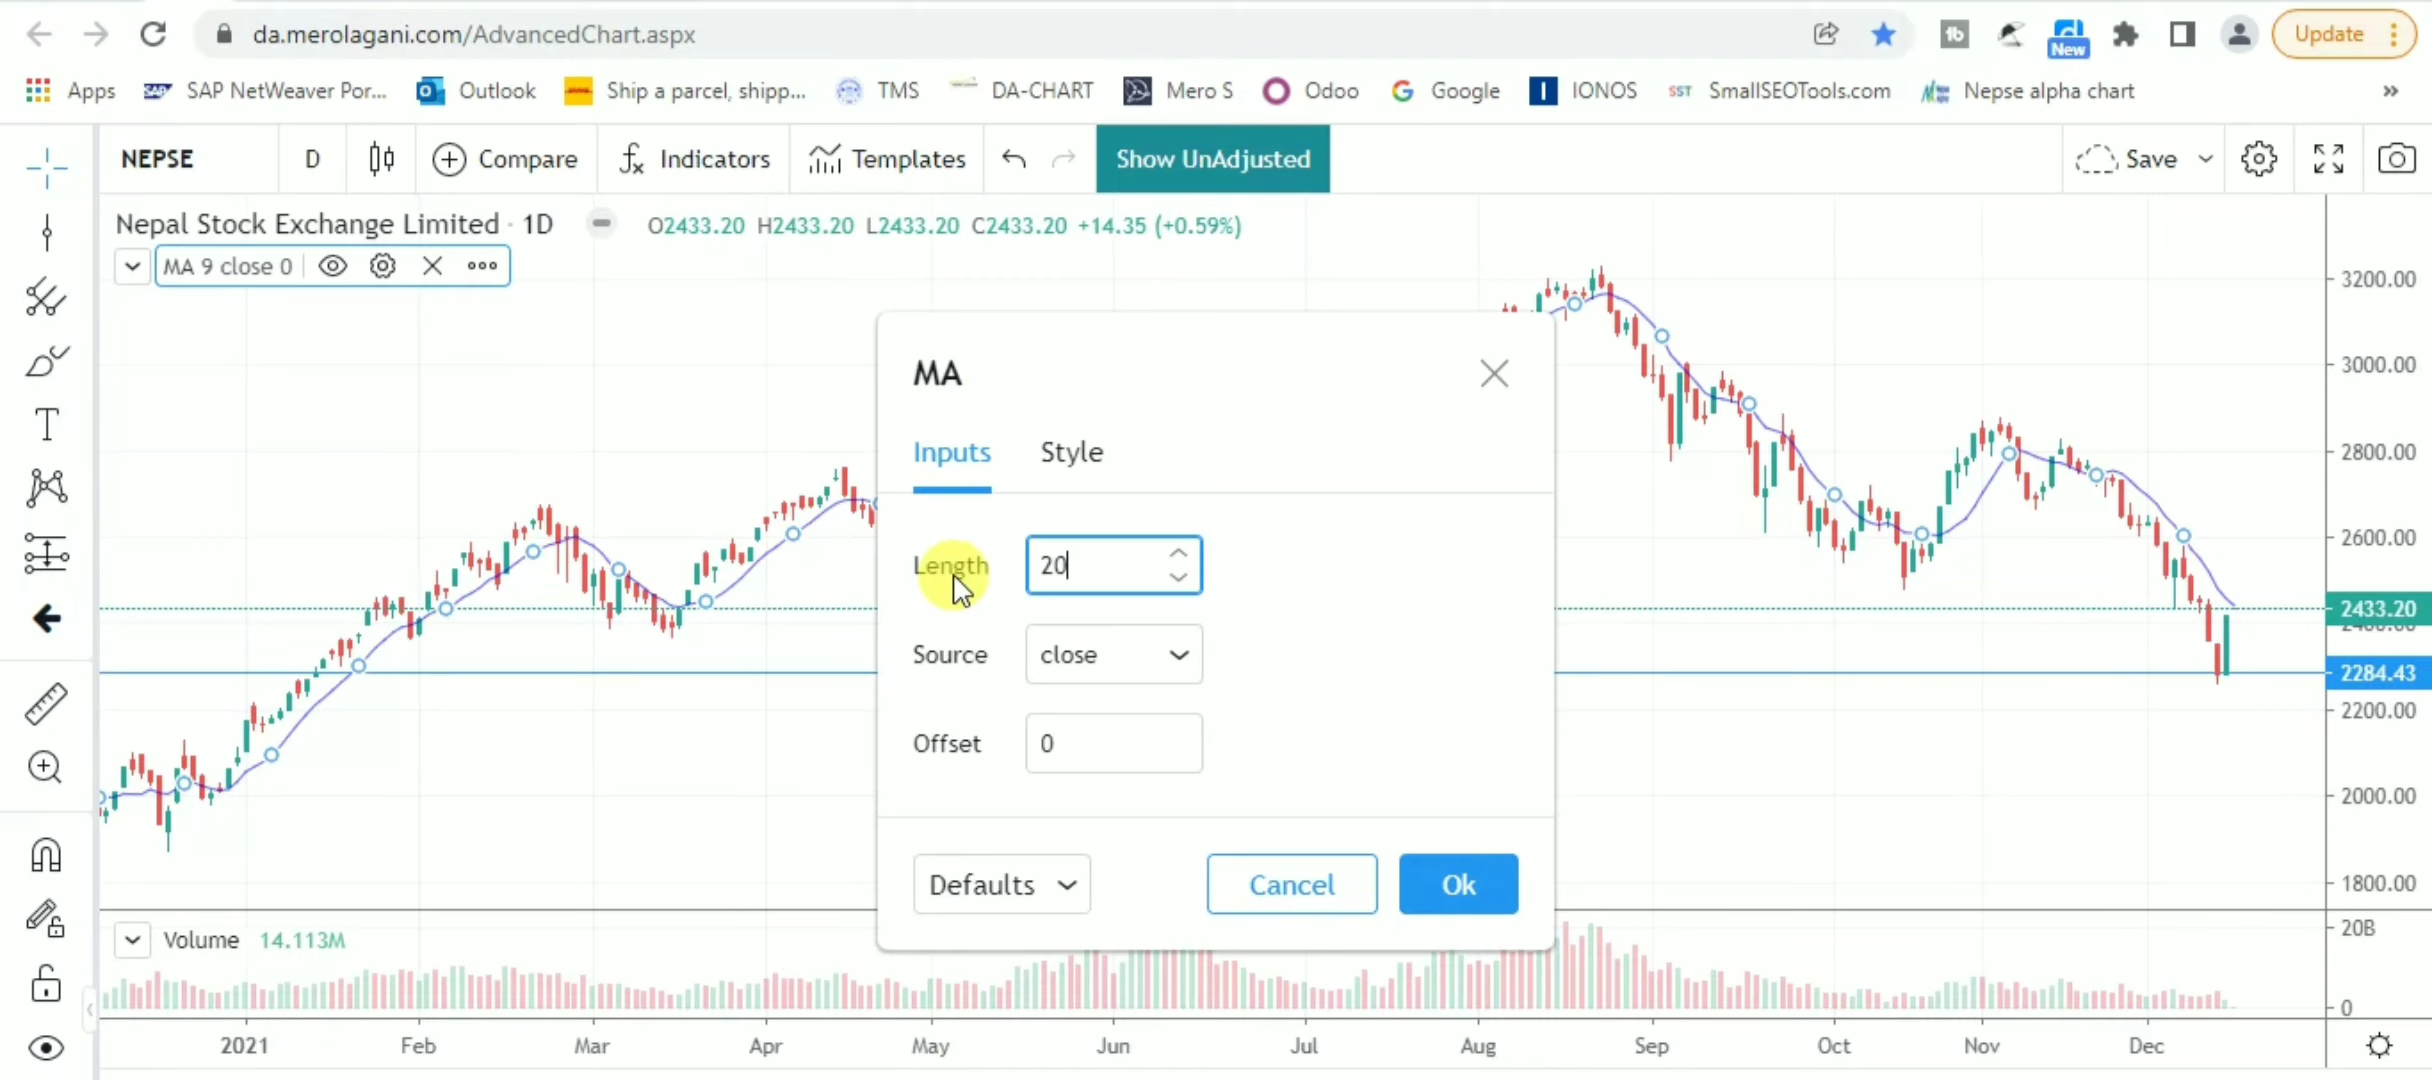 da.merolagani.com/AdvancedChart.aspx
New
Update
Apps
SAP NetWeaver Por...
Outlook
Ship a parcel, shipp...
TMS
DA-CHART
Mero S
Odoo
Google
IONOS
SST SmallSEOTools.com
Nepse alpha chart
»
NEPSE
D
Compare
Indicators
Templates
Show UnAdjusted
Save
Nepal Stock Exchange Limited · 1D
O2433.20 H2433.20 L2433.20 C2433.20 +14.35 (+0.59%)
MA 9 close 0
MA
Inputs
Style
Length
20
Source
close
Offset
0
Defaults
Cancel
Ok
3200.00
3000.00
2800.00
2600.00
2433.20
2284.43
2200.00
2000.00
1800.00
Volume 14.113M
20B
0
2021
Feb
Mar
Apr
May
Jun
Jul
Aug
Sep
Oct
Nov
Dec